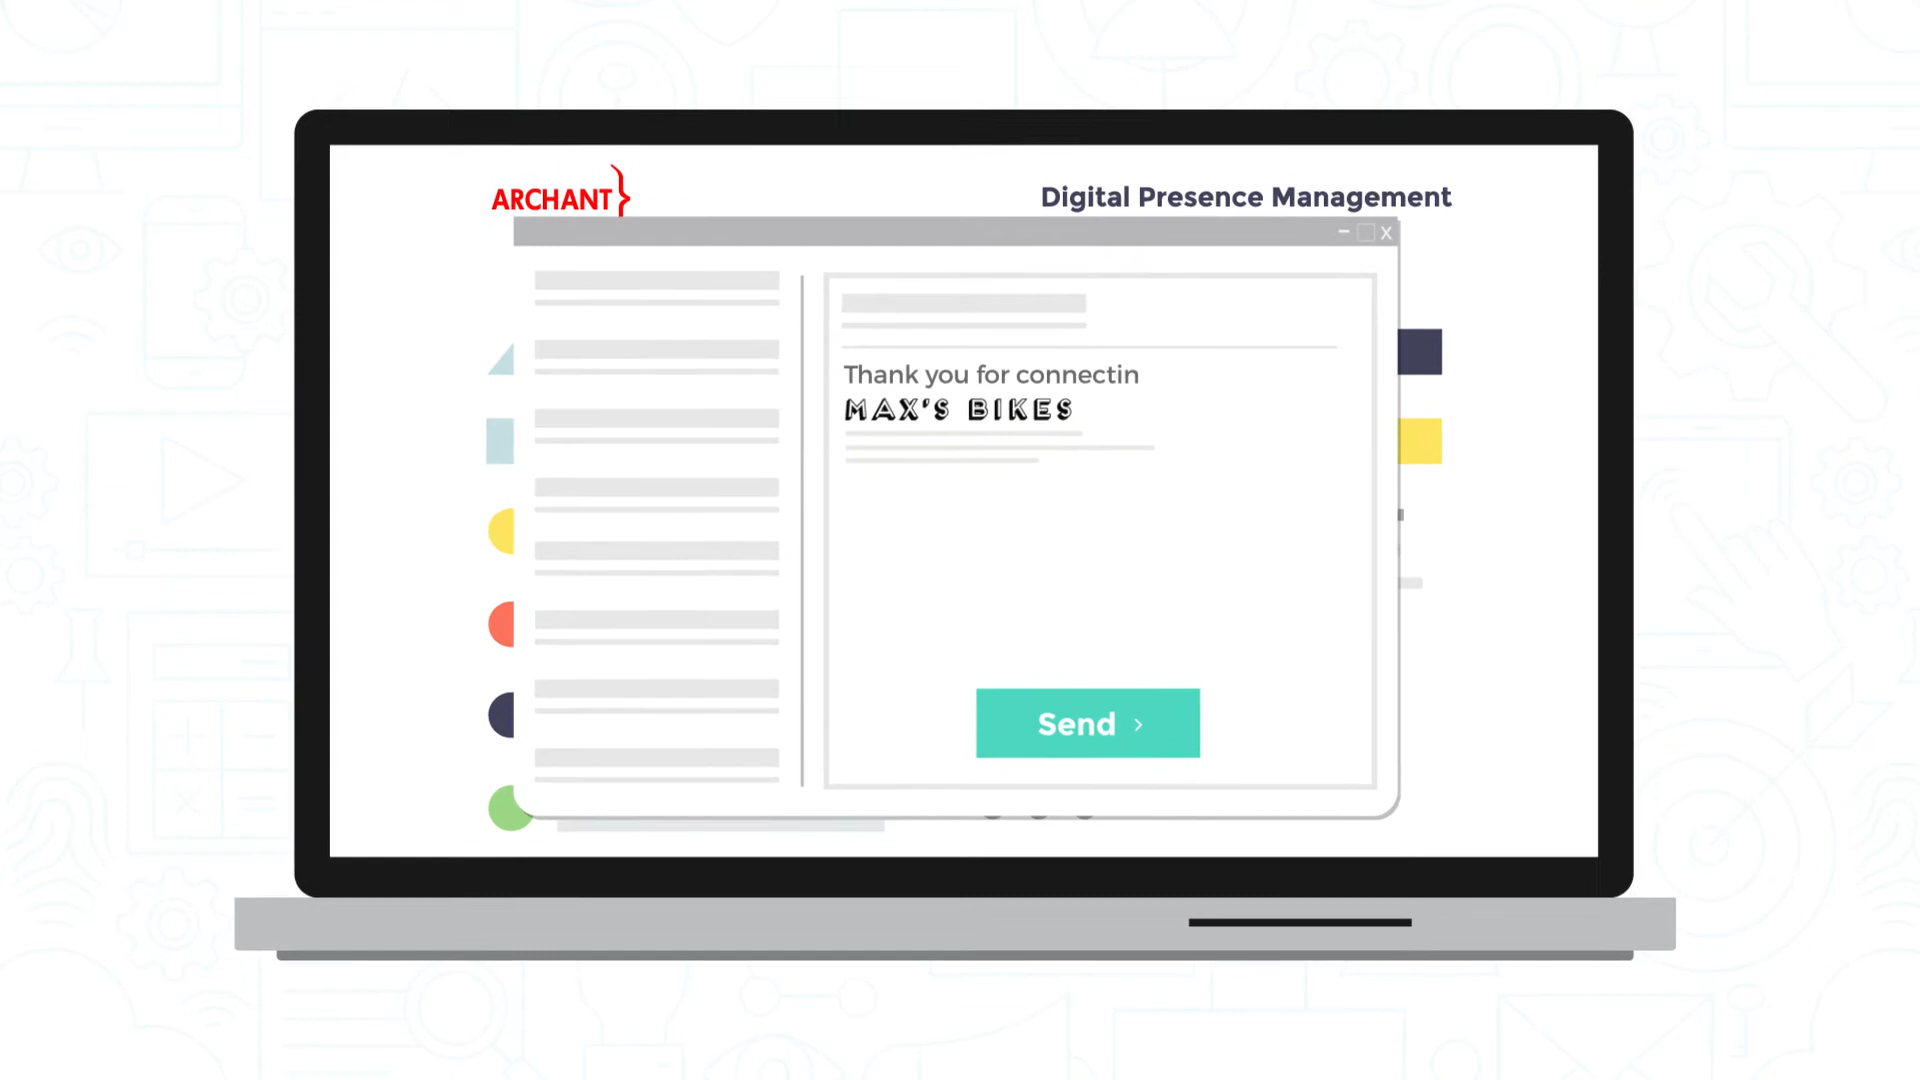 ARCHANT
Digital Presence Management
X
Thank you for connectin
MAX'S BIKES
Send >